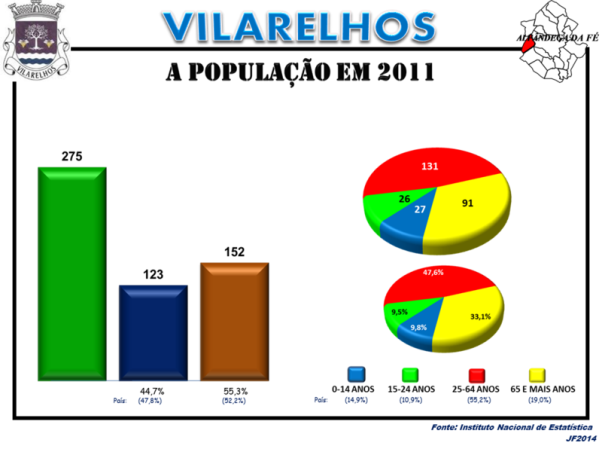 VILARELHOS
VILARELHOS
ALFANDEGA DA FÉ
A POPULAÇÃO EM 2011
275
123
152
131
26
27
91
47,6%
9,5%
9,8%
33,1%
44,7%
55,3%
País:
(47,8%)
(52,2%)
0-14 ANOS
15-24 ANOS
25-64 ANOS
65 E MAIS ANOS
País:
(14,9%)
(10,9%)
(55,2%)
(19,0%)
Fonte: Instituto Nacional de Estatística
JF2014